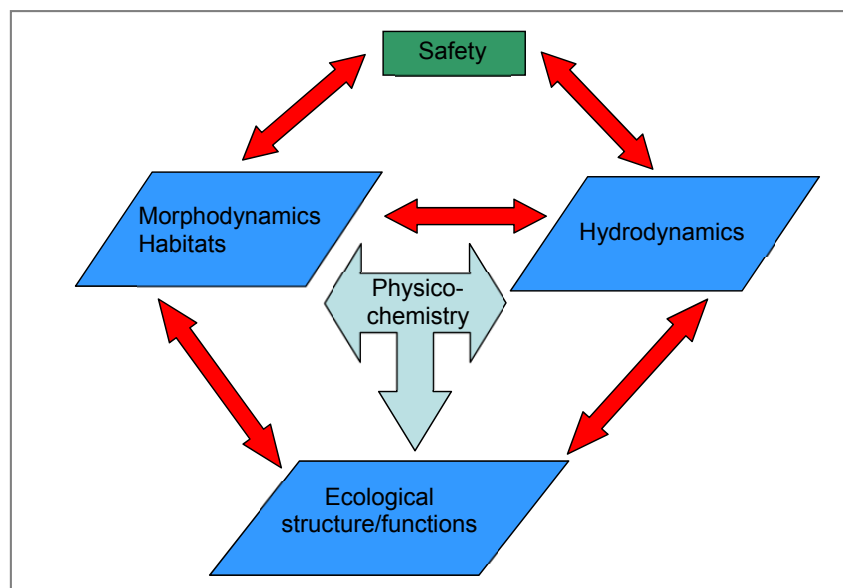 Safety
Morphodynamics
Habitats
Hydrodynamics
Physico-
chemistry
Ecological
structure/functions